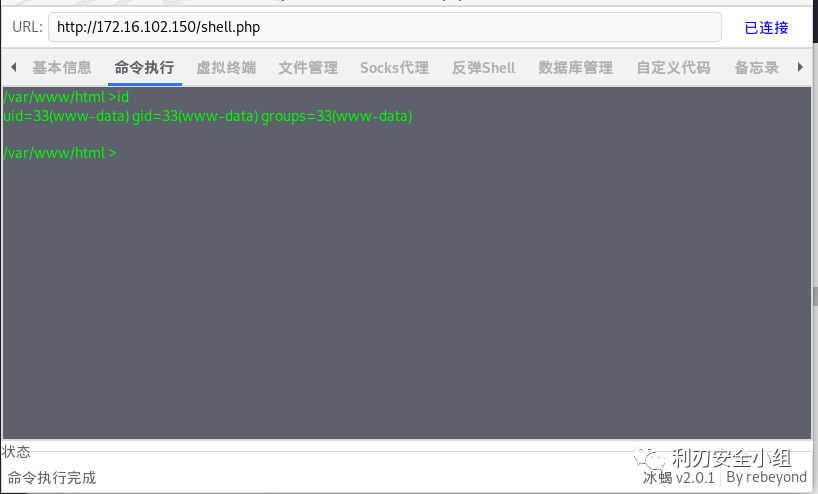 URL: http://172.16.102.150/shell.php 已连接
基本信息 命令执行 虚拟终端 文件管理 Socks代理 反弹Shell 数据库管理 自定义代码 备忘录
/var/www/html >id
uid=33(www-data) gid=33(www-data) groups=33(www-data)
/var/www/html >
状态
利刃安全小组
命令执行完成 冰蝎 v2.0.1 By rebeyond